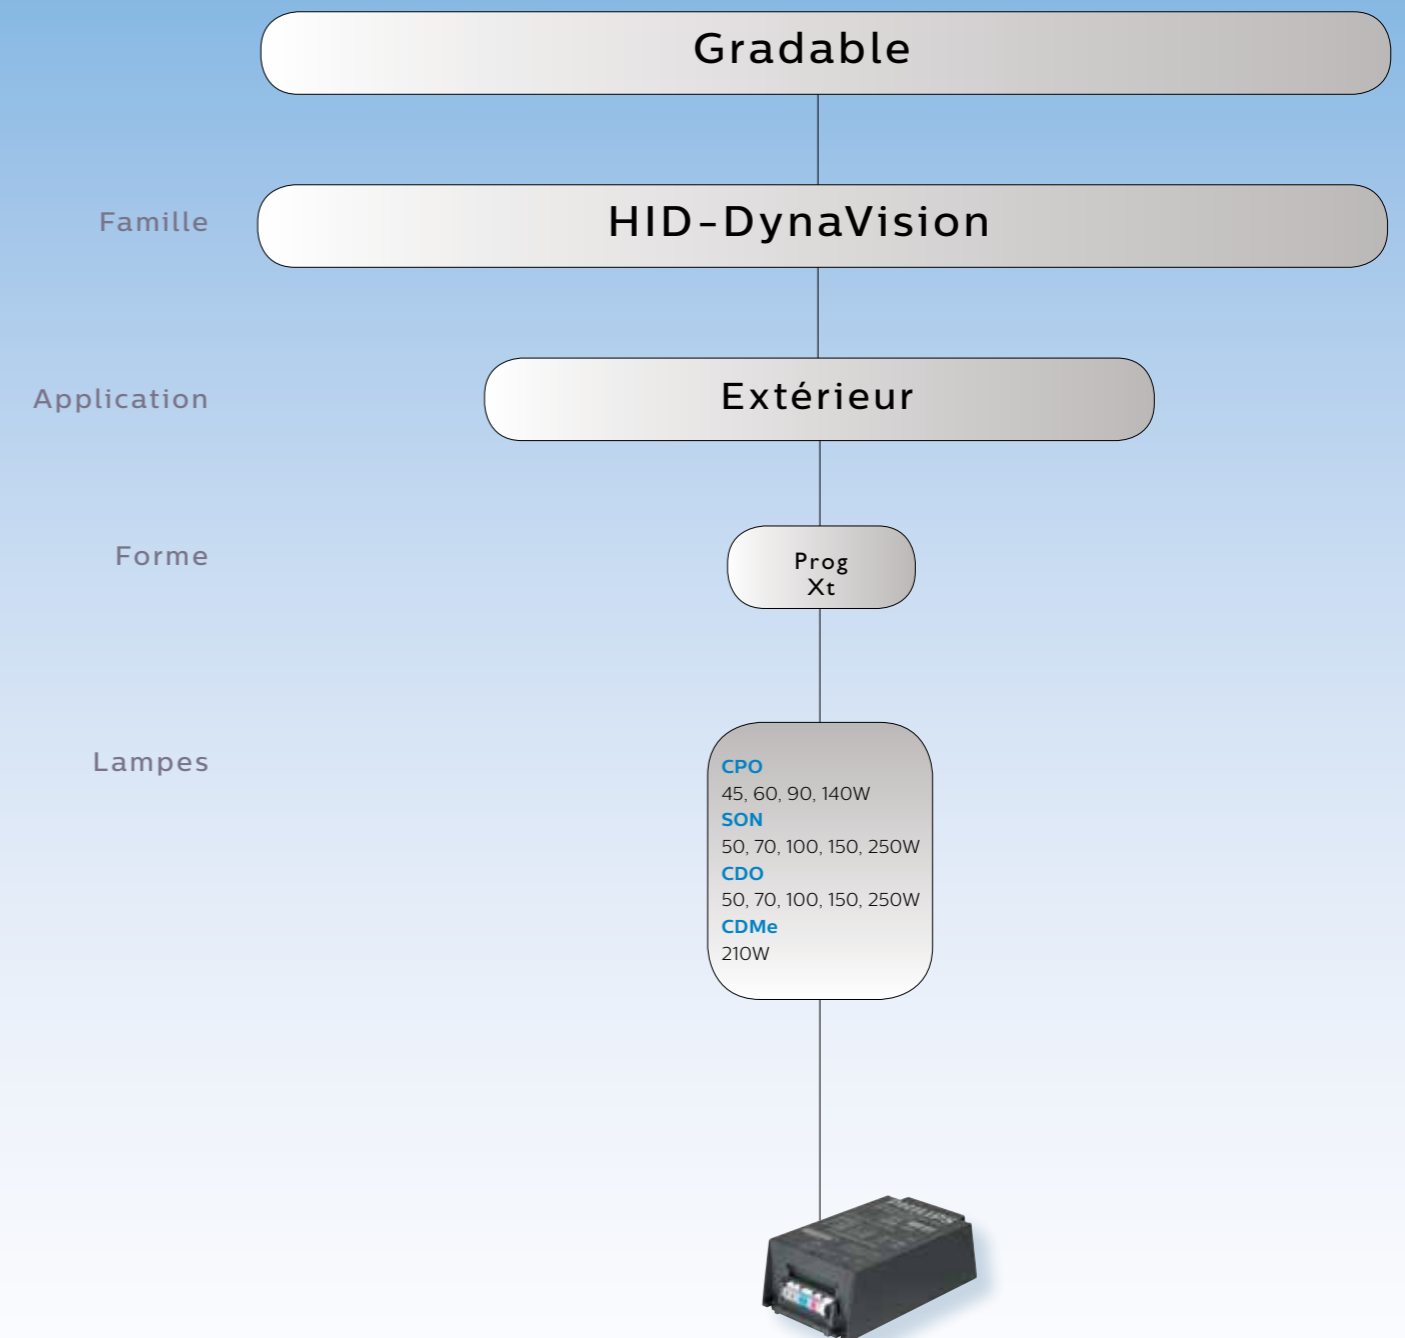 Gradable
Famille
HID-DynaVision
Application
Extérieur
Forme
Prog
Xt
Lampes
CPO
45, 60, 90, 140W
SON
50, 70, 100, 150, 250W
CDO
50, 70, 100, 150, 250W
CDMe
210W
PHILIPS